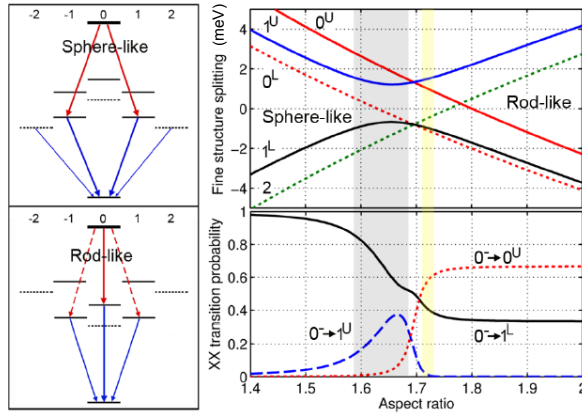 -2 -1 0 1 2
Sphere-like
-2 -1 0 1 2
Rod-like
Fine structure splitting (meV)
4
2
0
-2
-4
1ᵁ
0ᵁ
0ᴸ
Sphere-like
Rod-like
1ᴸ
2
XX transition probability
1
0.8
0.6
0.4
0.2
0
0⁻→0ᵁ
0⁻→1ᵁ
0⁻→1ᴸ
1.4 1.5 1.6 1.7 1.8 1.9 2
Aspect ratio